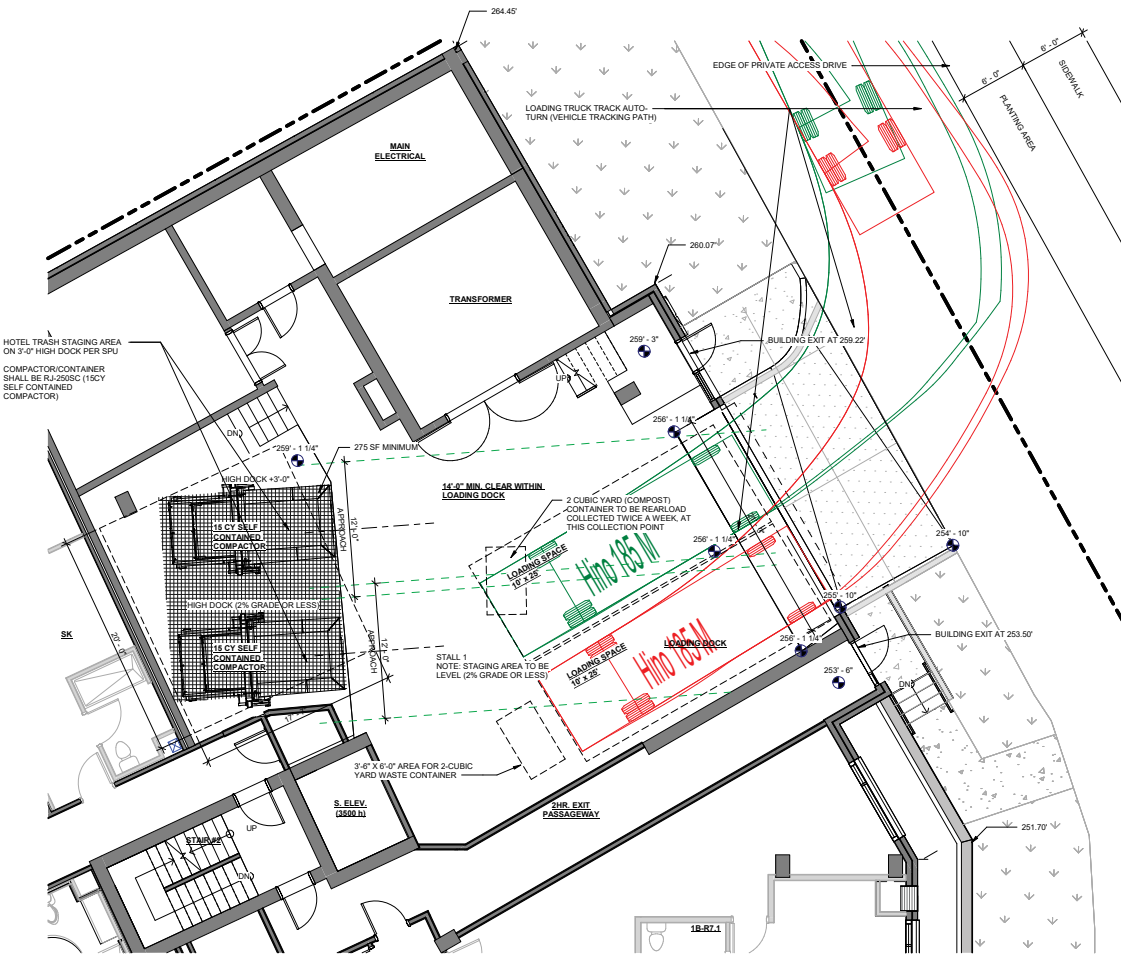 264.45'
6' - 0"
SIDEWALK
EDGE OF PRIVATE ACCESS DRIVE
6' - 0"
PLANTING AREA
LOADING TRUCK TRACK AUTO-
TURN (VEHICLE TRACKING PATH)
MAIN
ELECTRICAL
260.07'
TRANSFORMER
HOTEL TRASH STAGING AREA
ON 3'-0" HIGH DOCK PER SPU
COMPACTOR/CONTAINER
SHALL BE RJ-250SC (15CY
SELF CONTAINED
COMPACTOR)
259' - 3"
BUILDING EXIT AT 259.22'
UP
DN
256' - 1 1/4"
259' - 1 1/4"
275 SF MINIMUM
HIGH DOCK +3'-0"
14'-0" MIN. CLEAR WITHIN
LOADING DOCK
2 CUBIC YARD (COMPOST)
CONTAINER TO BE REARLOAD
COLLECTED TWICE A WEEK, AT
THIS COLLECTION POINT
12'-0"
APPROACH
15 CY SELF
CONTAINED
COMPACTOR
254' - 10"
256' - 1 1/4"
LOADING SPACE
10' X 25'
Hino 185 M
HIGH DOCK (2% GRADE OR LESS)
255' - 10"
SK
20' - 0"
12'-0"
APPROACH
15 CY SELF
CONTAINED
COMPACTOR
STALL 1
NOTE: STAGING AREA TO BE
LEVEL (2% GRADE OR LESS)
LOADING SPACE
10' X 25'
Hino 185 M
LOADING DOCK
256' - 1 1/4"
BUILDING EXIT AT 253.50'
253' - 6"
DN
3'-6" X 6'-0" AREA FOR 2-CUBIC
YARD WASTE CONTAINER
S. ELEV.
(3500 h)
2HR. EXIT
PASSAGEWAY
UP
STAIR #2
DN
251.70'
1B-R7.1